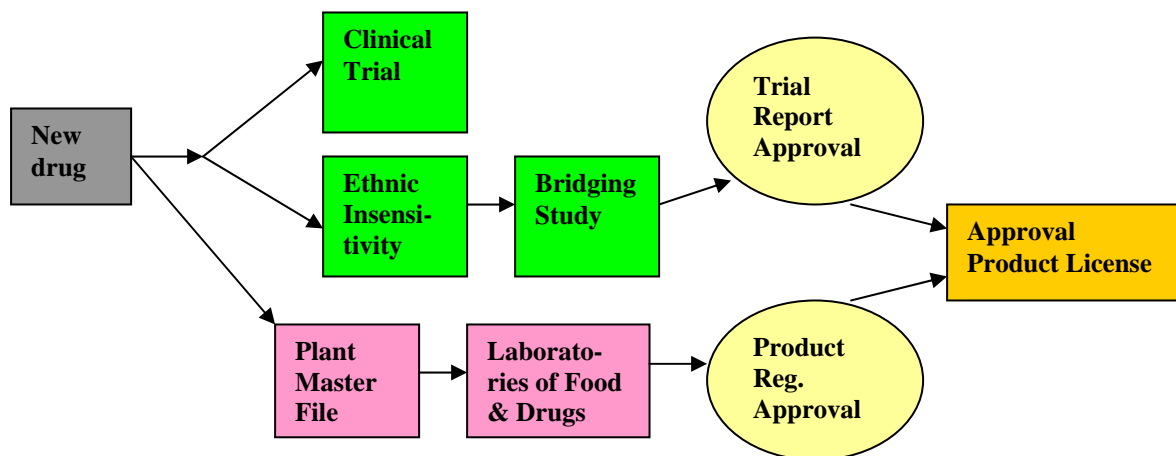 New
drug
Clinical
Trial
Ethnic
Insensi-
tivity
Bridging
Study
Trial
Report
Approval
Plant
Master
File
Laborato-
ries of Food
& Drugs
Product
Reg.
Approval
Approval
Product License